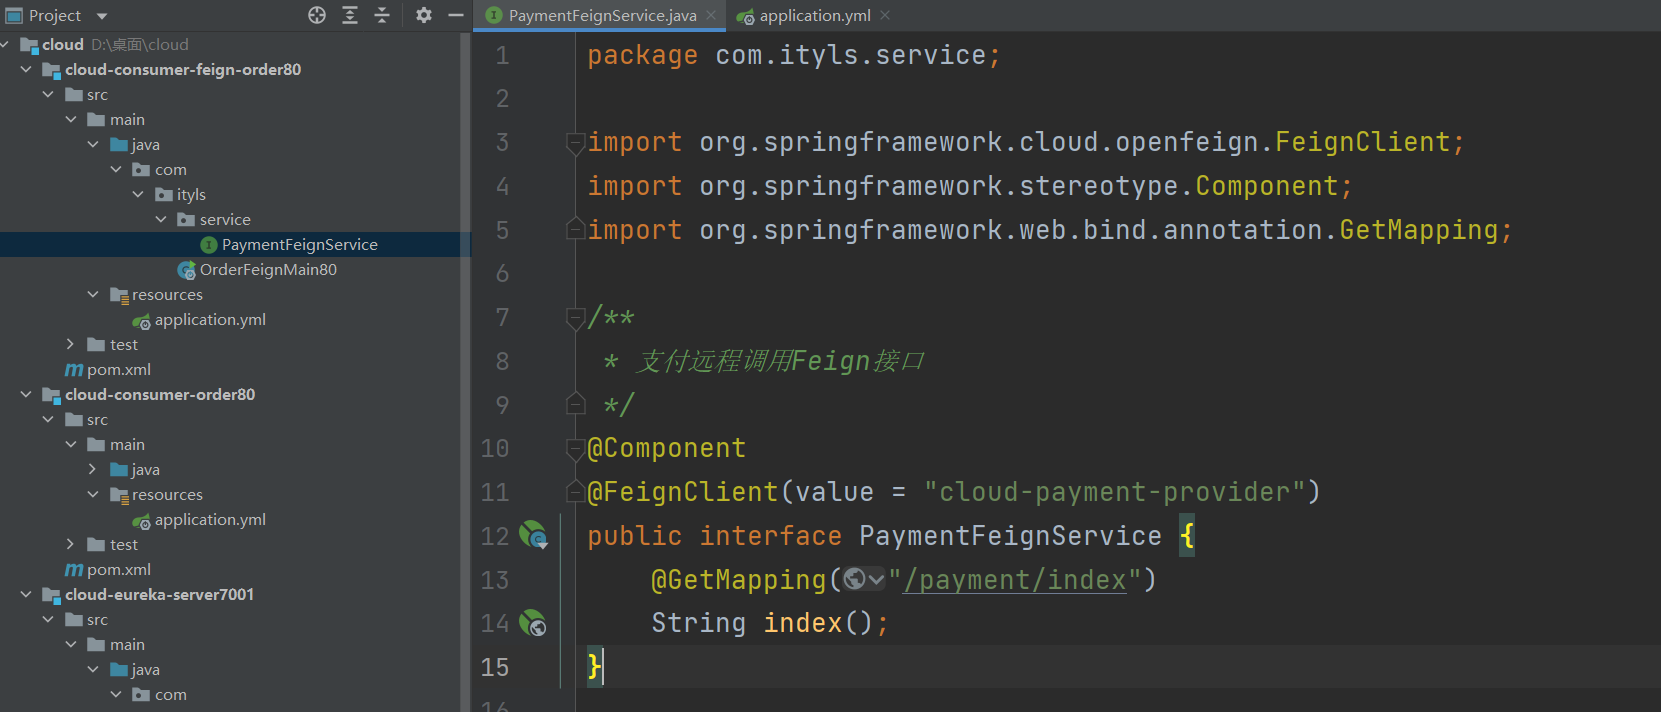 Project
cloud D:\桌面\cloud
cloud-consumer-feign-order80
src
main
java
com
ityls
service
PaymentFeignService
OrderFeignMain80
resources
application.yml
test
pom.xml
cloud-consumer-order80
src
main
java
resources
application.yml
test
pom.xml
cloud-eureka-server7001
src
main
java
com
PaymentFeignService.java
application.yml
1 package com.ityls.service;
2
3 import org.springframework.cloud.openfeign.FeignClient;
4 import org.springframework.stereotype.Component;
5 import org.springframework.web.bind.annotation.GetMapping;
6
7 /**
8 * 支付远程调用Feign接口
9 */
10 @Component
11 @FeignClient(value = "cloud-payment-provider")
12 public interface PaymentFeignService {
13 @GetMapping("/payment/index")
14 String index();
15 }
16